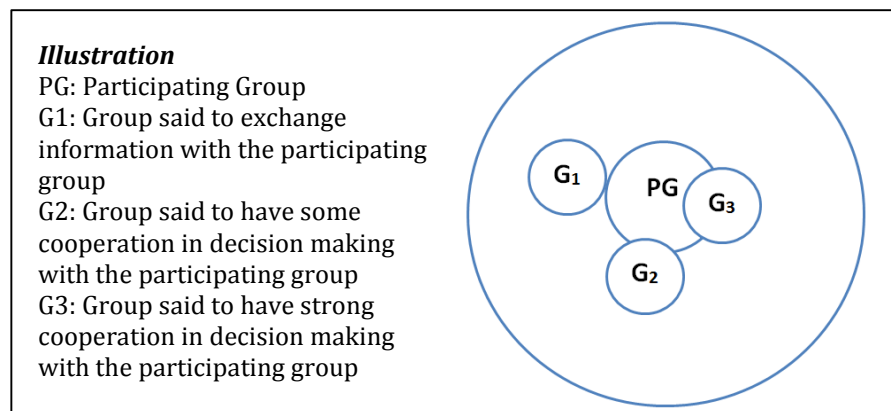 Illustration
PG: Participating Group
G1: Group said to exchange
information with the participating
group
G2: Group said to have some
cooperation in decision making
with the participating group
G3: Group said to have strong
cooperation in decision making
with the participating group
G₁
PG
G₃
G₂